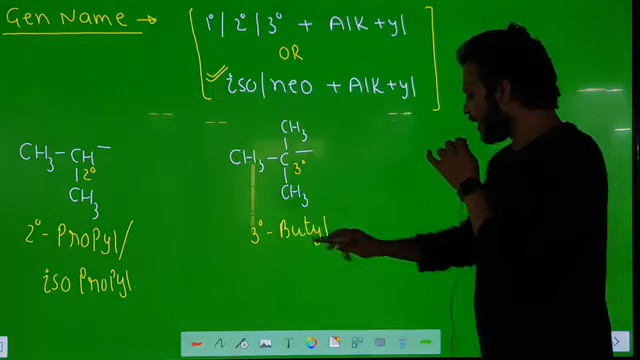 Gen Name → 1°/2°/3° + Alk + yl
OR
iso/neo + Alk + yl
CH3
CH3 - CH -
CH3 - C -
2°
3°
CH3
CH3
2° - Propyl/
3° - Butyl
iso Propyl